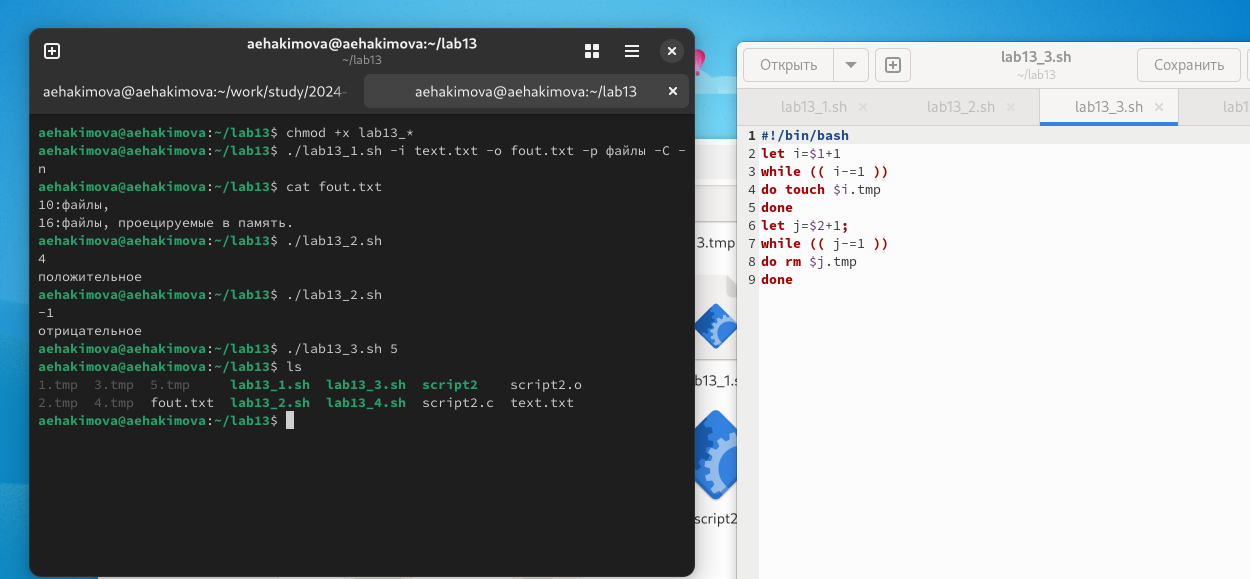 aehakimova@aehakimova:~/lab13
~/lab13
aehakimova@aehakimova:~/work/study/2024-
aehakimova@aehakimova:~/lab13
aehakimova@aehakimova:~/lab13$ chmod +x lab13_*
aehakimova@aehakimova:~/lab13$ ./lab13_1.sh -i text.txt -o fout.txt -p файлы -C -
n
aehakimova@aehakimova:~/lab13$ cat fout.txt
10:файлы,
16:файлы, проецируемые в память.
aehakimova@aehakimova:~/lab13$ ./lab13_2.sh
4
положительное
aehakimova@aehakimova:~/lab13$ ./lab13_2.sh
-1
отрицательное
aehakimova@aehakimova:~/lab13$ ./lab13_3.sh 5
aehakimova@aehakimova:~/lab13$ ls
1.tmp 3.tmp 5.tmp lab13_1.sh lab13_3.sh script2 script2.o
2.tmp 4.tmp fout.txt lab13_2.sh lab13_4.sh script2.c text.txt
aehakimova@aehakimova:~/lab13$
3.tmp
script2
Открыть
lab13_3.sh
~/lab13
Сохранить
lab13_1.sh
lab13_2.sh
lab13_3.sh
lab1
1 #!/bin/bash
2 let i=$1+1
3 while (( i-=1 ))
4 do touch $i.tmp
5 done
6 let j=$2+1;
7 while (( j-=1 ))
8 do rm $j.tmp
9 done